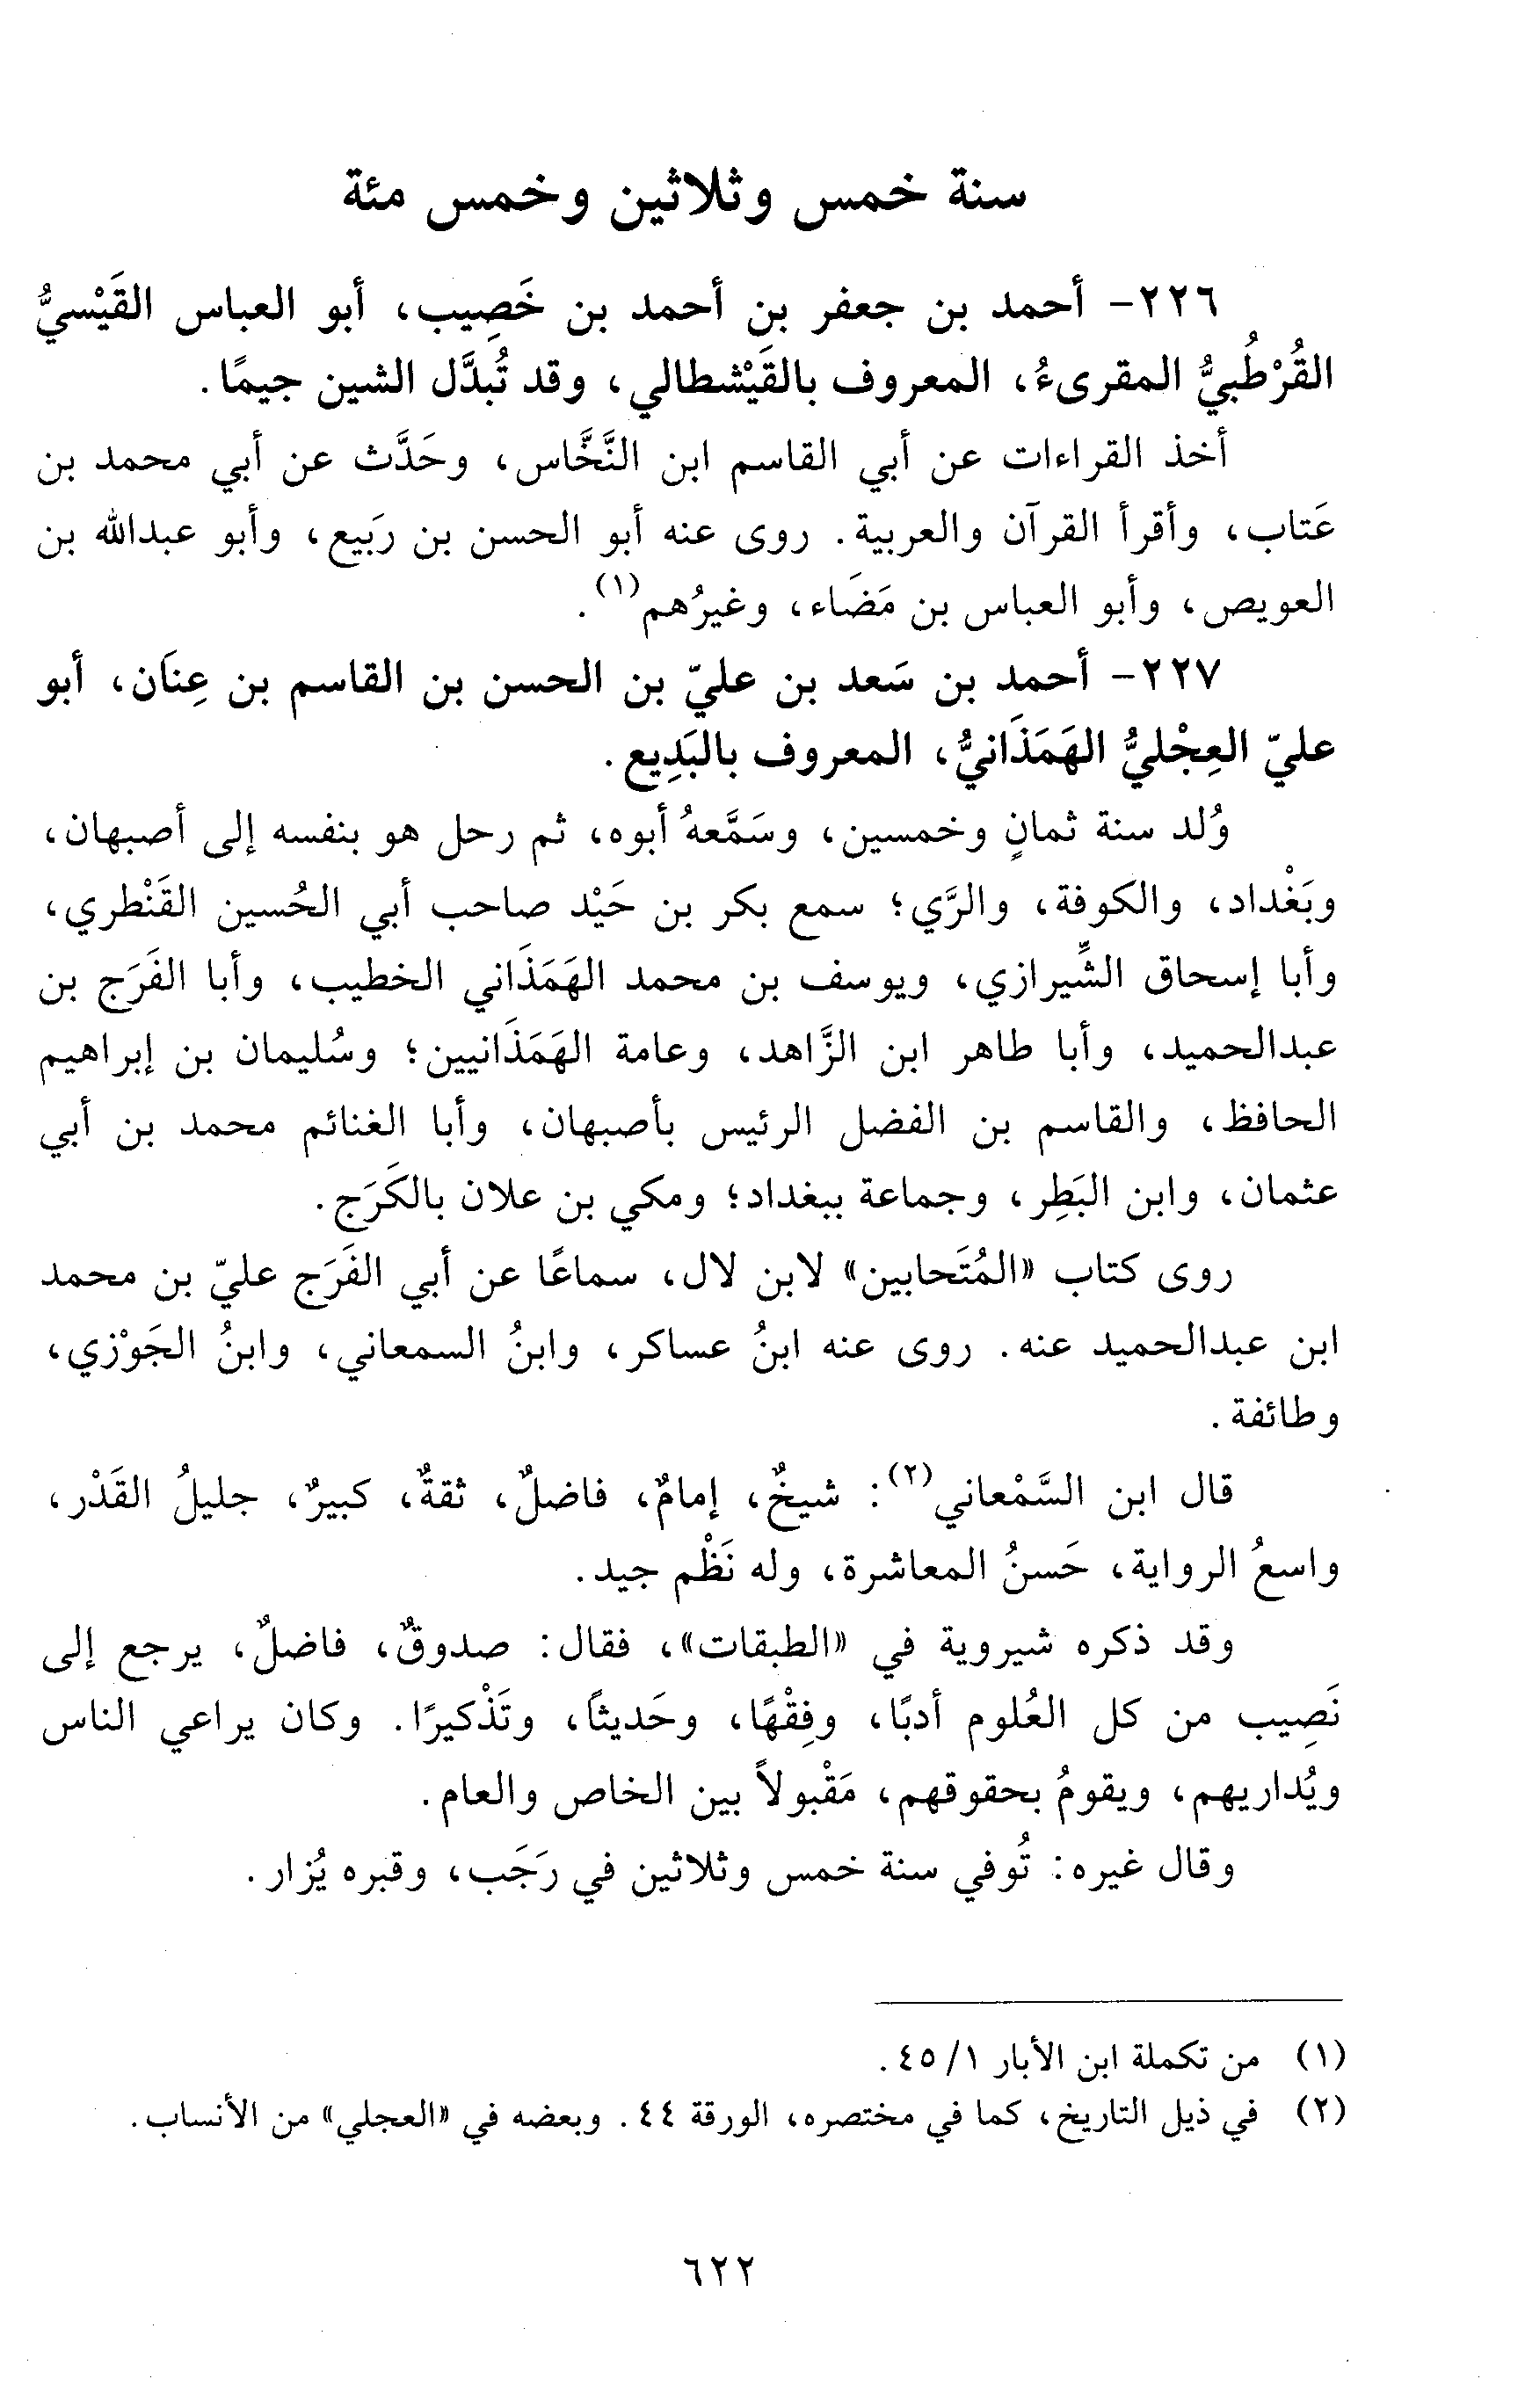 سنة خمس وثلاثين وخمس مئة
٢٢٦- أحمد بن جعفر بن أحمد بن خَصِيب، أبو العباس القَيْسيُّ
القُرْطُبيُّ المقرىءُ، المعروف بالقَيْشطالي، وقد تُبدَّل الشين جيمًا.
أخذ القراءات عن أبي القاسم ابن النَّخَّاس، وحَدَّث عن أبي محمد بن
عَتاب، وأقرأ القرآن والعربية. روى عنه أبو الحسن بن رَبيع، وأبو عبدالله بن
العويص، وأبو العباس بن مَضَاء، وغيرُهم(١).
٢٢٧- أحمد بن سَعد بن عليّ بن الحسن بن القاسم بن عِنَان، أبو
عليّ العِجْليُّ الهَمَذَانيُّ، المعروف بالبَدِيع.
وُلد سنة ثمانٍ وخمسين، وسَمَّعهُ أبوه، ثم رحل هو بنفسه إلى أصبهان،
وبَغْداد، والكوفة، والرَّي؛ سمع بكر بن حَيْد صاحب أبي الحُسين القَنْطري،
وأبا إسحاق الشِّيرازي، ويوسف بن محمد الهَمَذَاني الخطيب، وأبا الفَرَج بن
عبدالحميد، وأبا طاهر ابن الزَّاهد، وعامة الهَمَذَانيين؛ وسُليمان بن إبراهيم
الحافظ، والقاسم بن الفضل الرئيس بأصبهان، وأبا الغنائم محمد بن أبي
عثمان، وابن البَطِر، وجماعة ببغداد؛ ومكي بن علان بالكَرَج.
روى كتاب «المُتَحابين» لابن لال، سماعًا عن أبي الفَرَج عليّ بن محمد
ابن عبدالحميد عنه. روى عنه ابنُ عساكر، وابنُ السمعاني، وابنُ الجَوْزي،
وطائفة.
قال ابن السَّمْعاني(٢): شيخٌ، إمامٌ، فاضلٌ، ثقةٌ، كبيرٌ، جليلُ القَدْر،
واسعُ الرواية، حَسنُ المعاشرة، وله نَظْم جيد.
وقد ذكره شيروية في «الطبقات»، فقال: صدوقٌ، فاضلٌ، يرجع إلى
نَصِيب من كل العُلوم أدبًا، وفِقْهًا، وحَديثًا، وتَذْكيرًا. وكان يراعي الناس
ويُداريهم، ويقومُ بحقوقهم، مَقْبولاً بين الخاص والعام.
وقال غيره: تُوفي سنة خمس وثلاثين في رَجَب، وقبره يُزار.
(١) من تكملة ابن الأبار ١/ ٤٥.
(٢) في ذيل التاريخ، كما في مختصره، الورقة ٤٤. وبعضه في «العجلي» من الأنساب.
٦٢٢